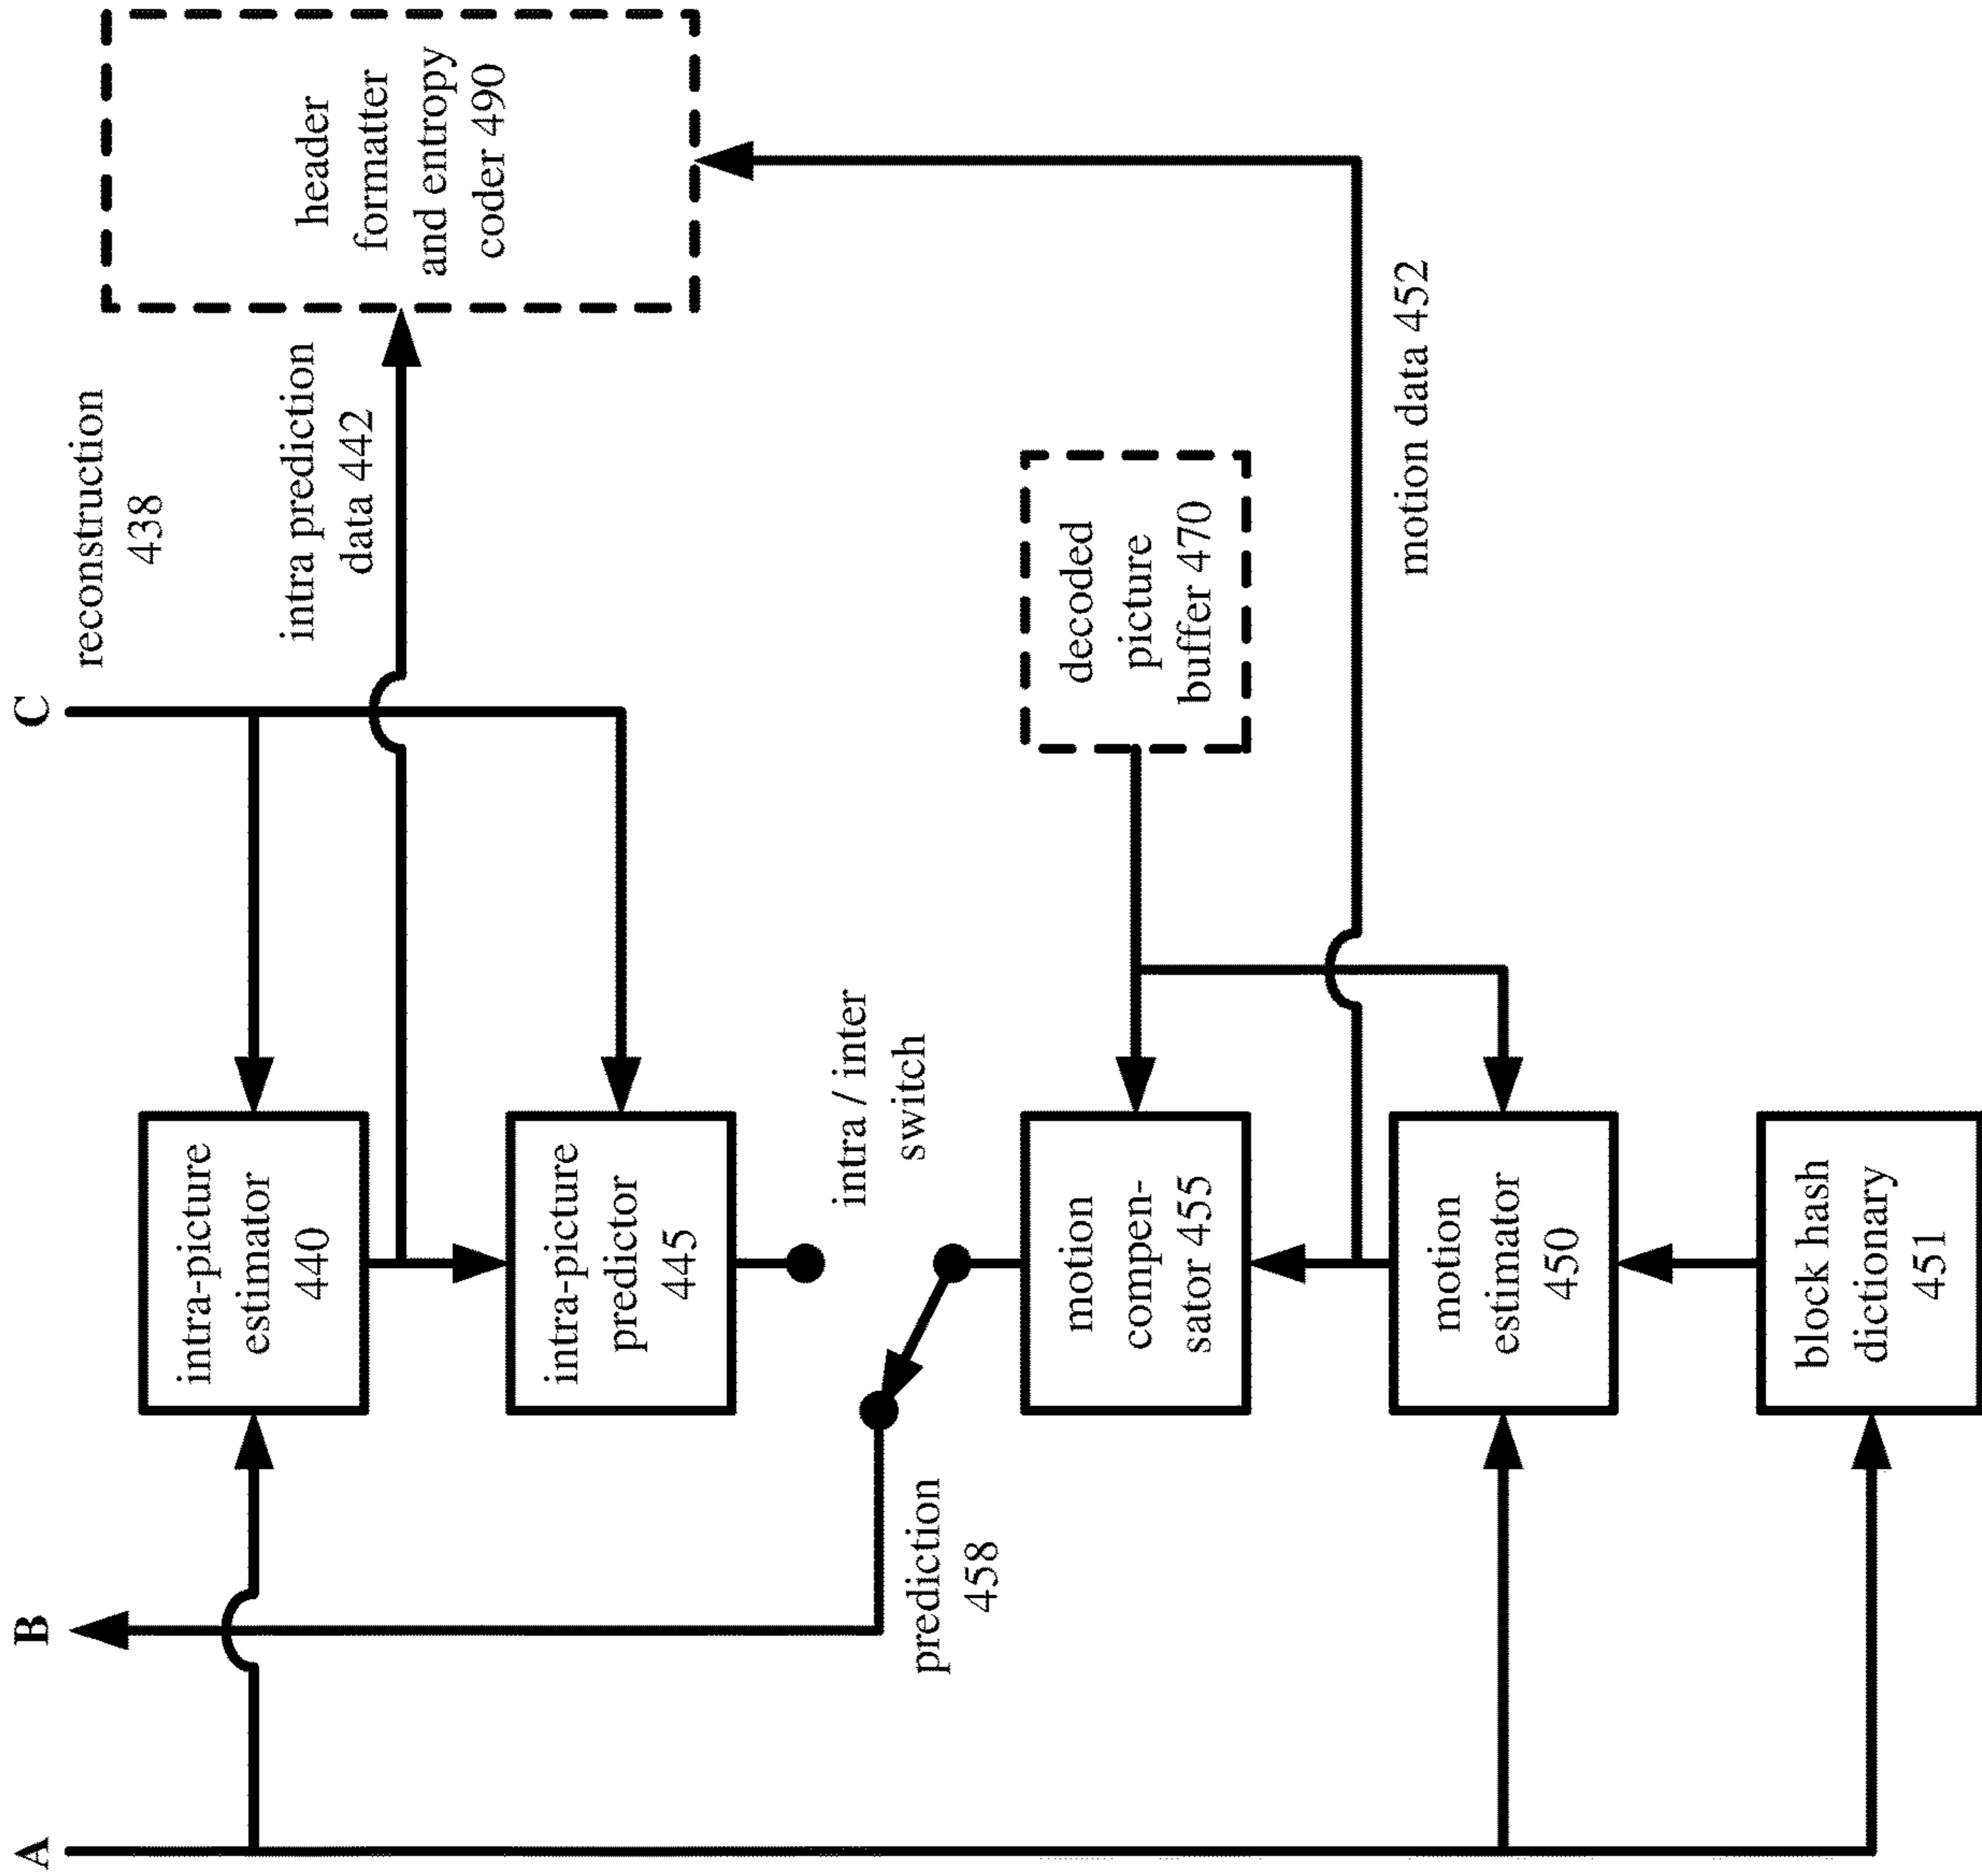 A
B
C
reconstruction
438
intra-picture
estimator
440
intra prediction
data 442
header
formatter
and entropy
coder 490
intra-picture
predictor
445
intra / inter
switch
prediction
458
motion
compen-
sator 455
decoded
picture
buffer 470
motion
estimator
450
motion data 452
block hash
dictionary
451